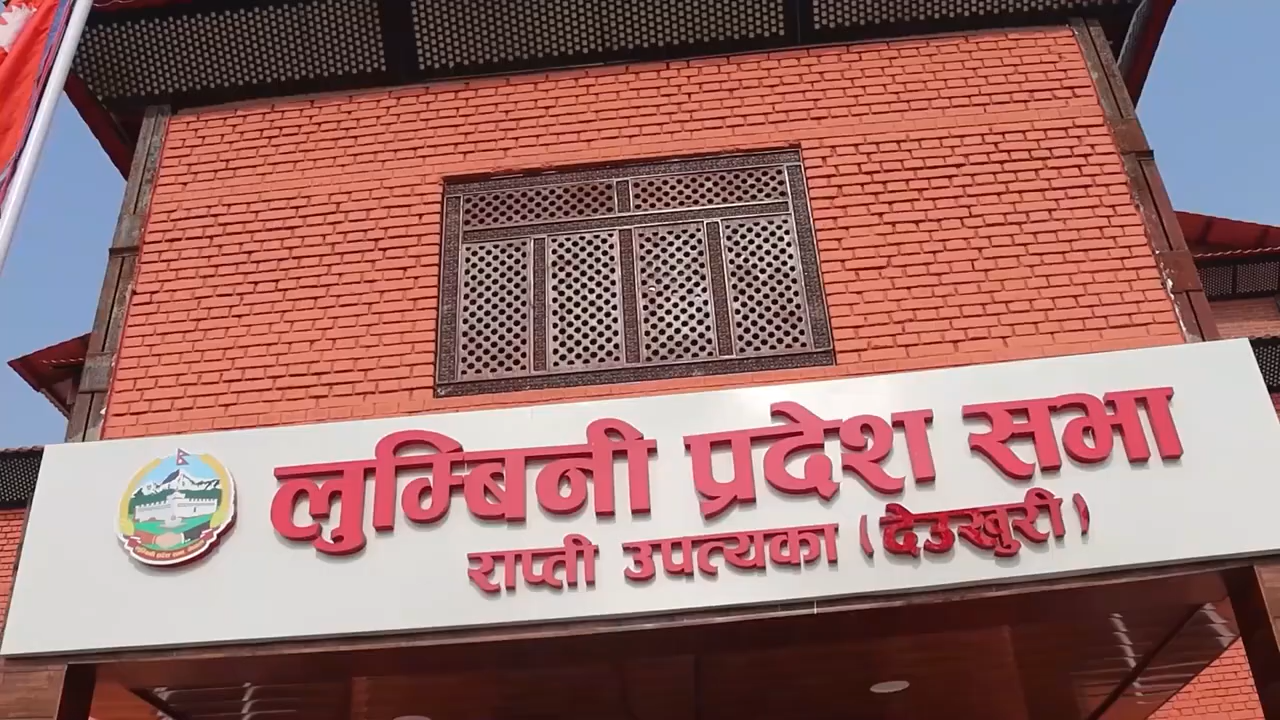 लुम्बिनी प्रदेश सभा
राप्ती उपत्यका (देउखुरी)